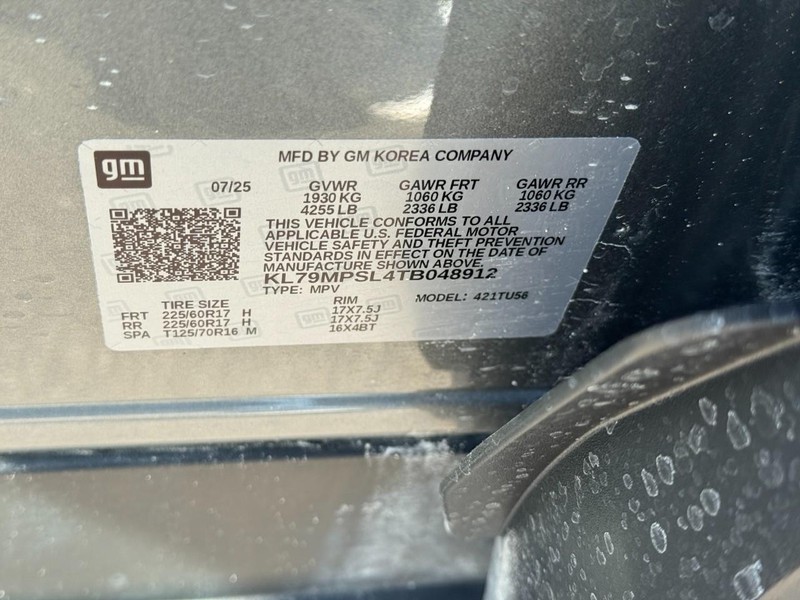 gm
MFD BY GM KOREA COMPANY
07/25 GVWR GAWR FRT GAWR RR
1930 KG 1060 KG 1060 KG
4255 LB 2336 LB 2336 LB
THIS VEHICLE CONFORMS TO ALL
APPLICABLE U.S. FEDERAL MOTOR
VEHICLE SAFETY AND THEFT PREVENTION
STANDARDS IN EFFECT ON THE DATE OF
MANUFACTURE SHOWN ABOVE.
KL79MPSL4TB048912
TYPE: MPV MODEL: 421TU56
TIRE SIZE RIM
FRT 225/60R17 H 17X7.5J
RR 225/60R17 H 17X7.5J
SPA T125/70R16 M 16X4BT